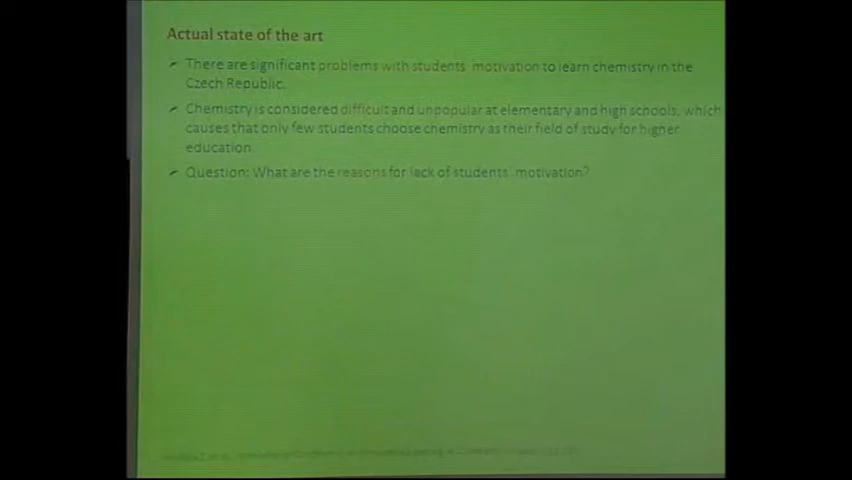 Actual state of the art
There are significant problems with students' motivation to learn chemistry in the
Czech Republic.
Chemistry is considered difficult and unpopular at elementary and high schools, which
causes that only few students choose chemistry as their field of study for higher
education.
Question: What are the reasons for lack of students' motivation?